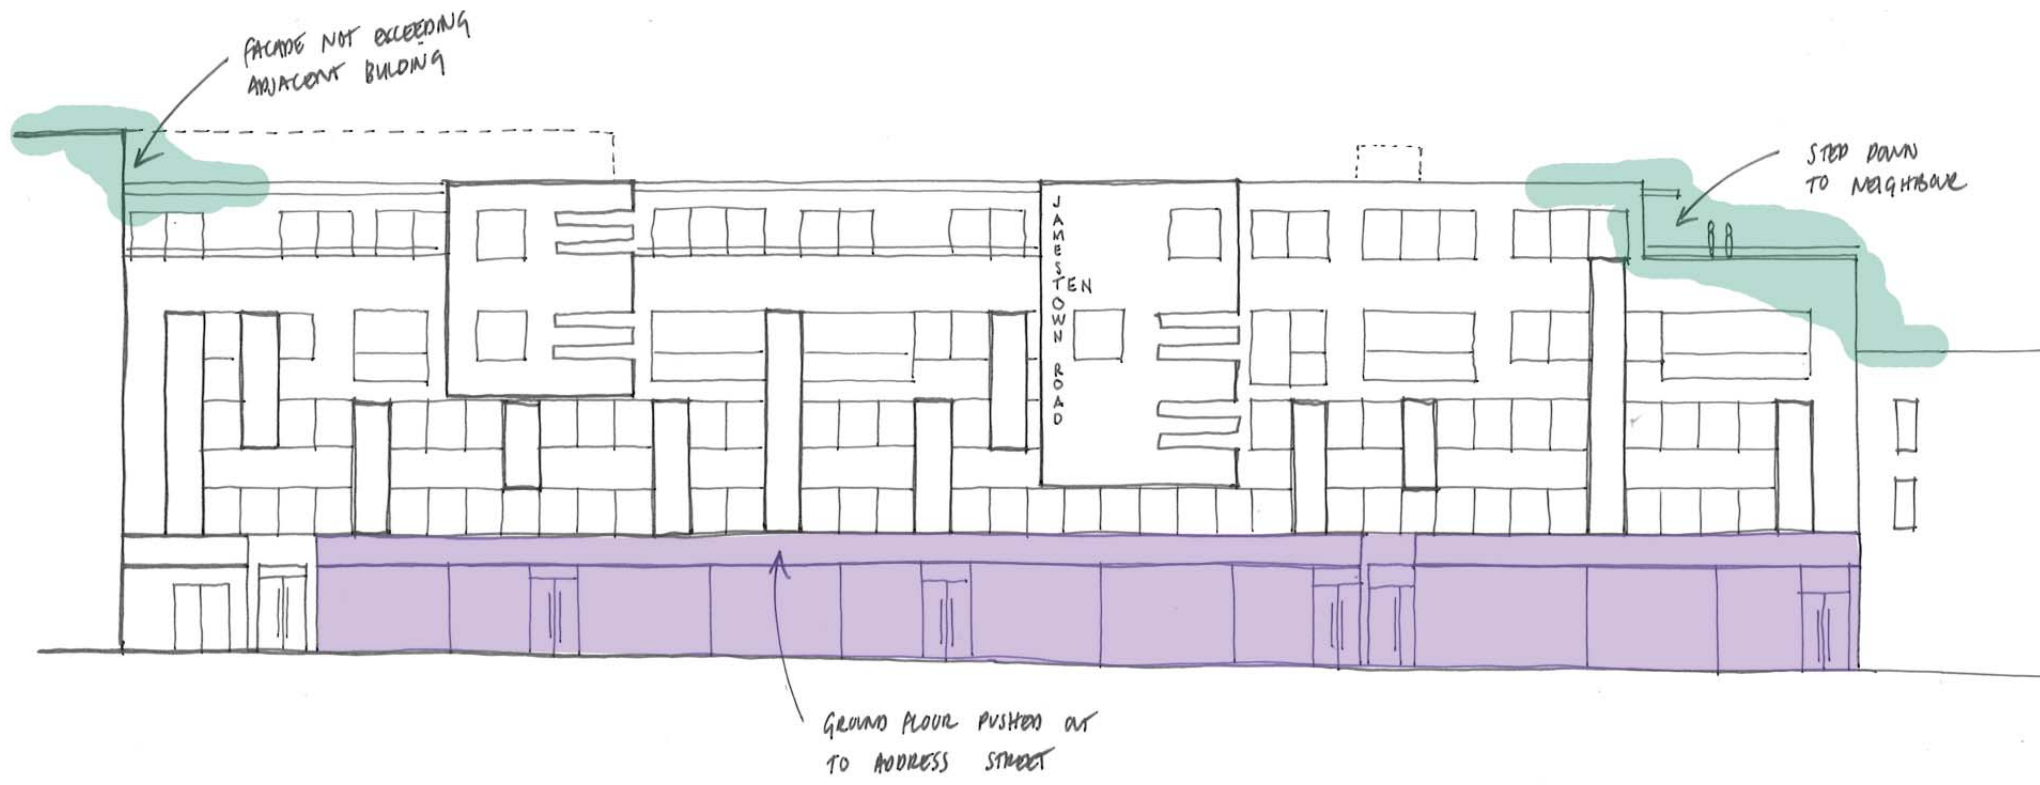 FACADE NOT EXCEEDING
ADJACENT BUILDING
STEP DOWN
TO NEIGHBOUR
JAMESTOWN ROAD
TEN
GROUND FLOOR PUSHED OUT
TO ADDRESS STREET